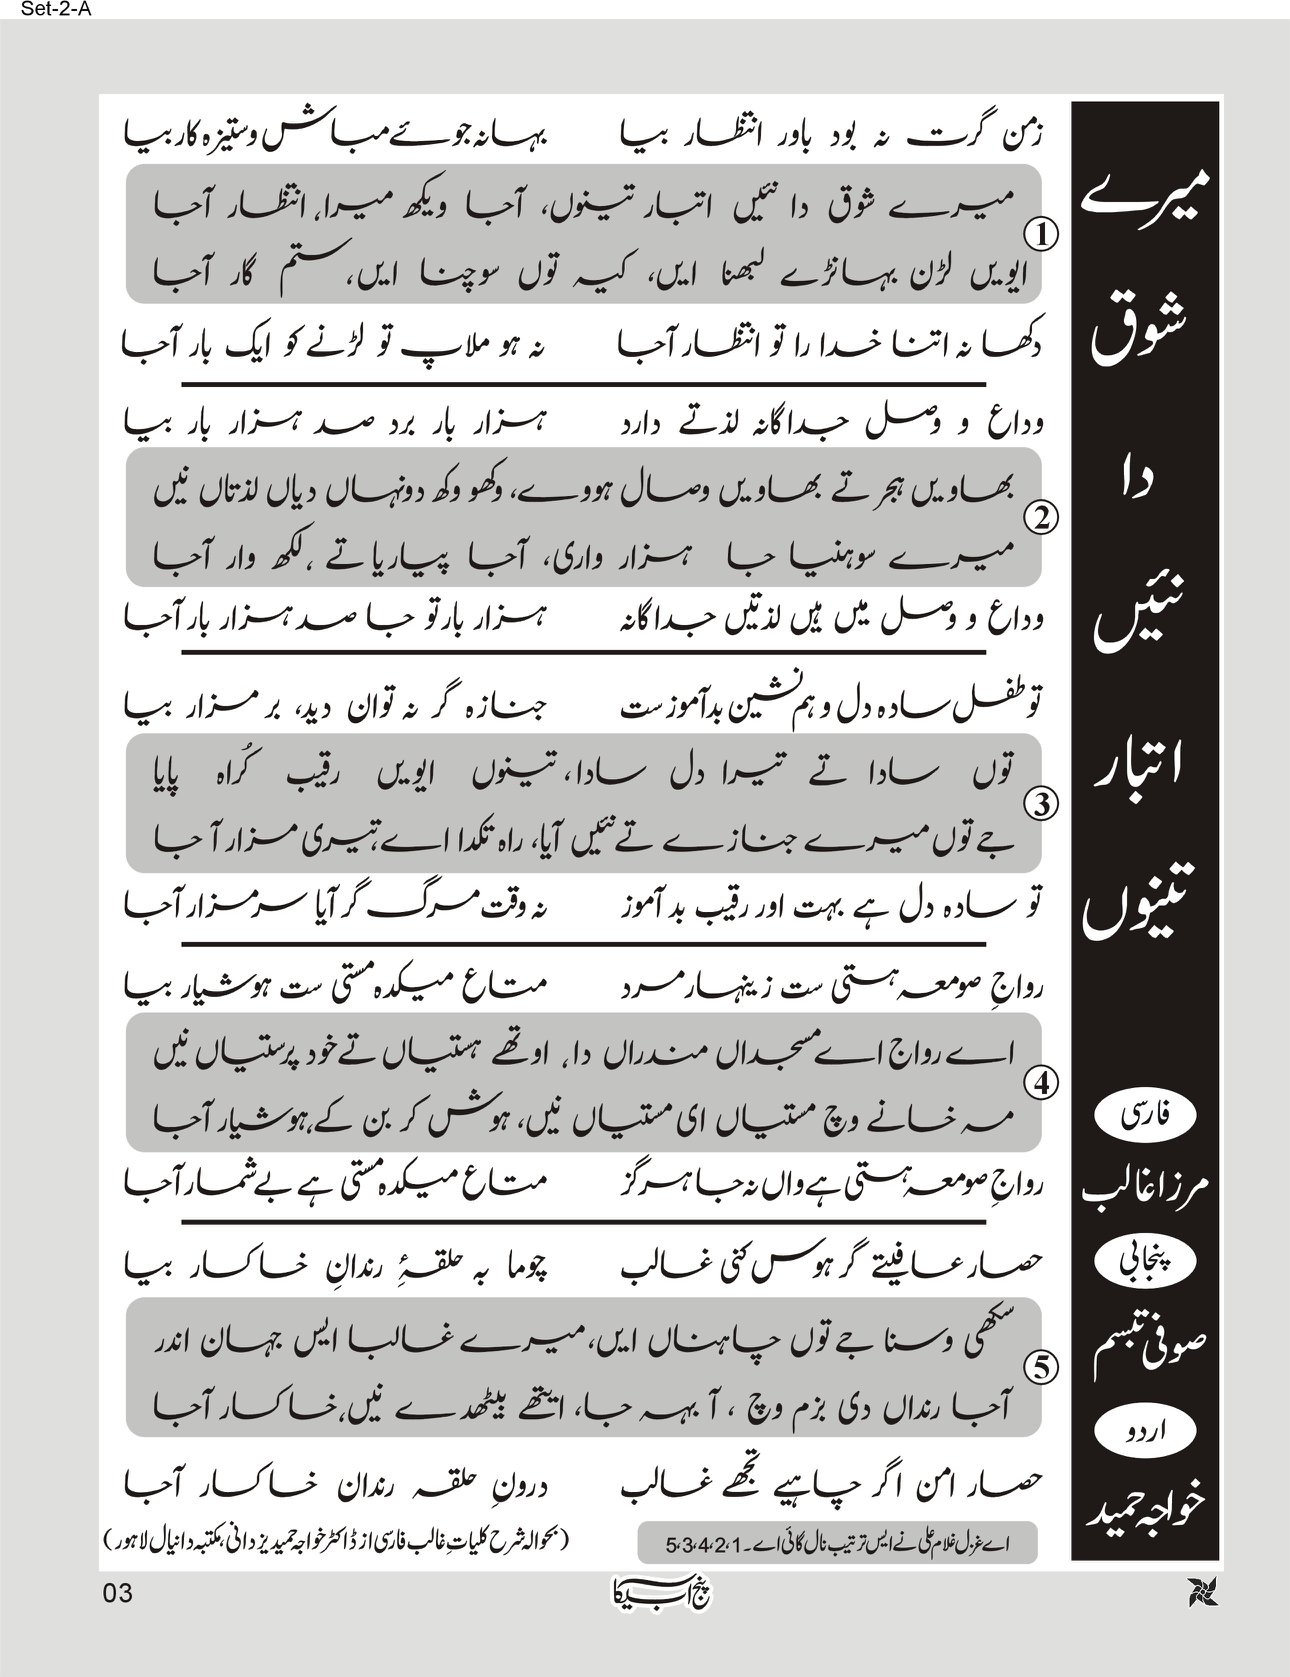 Set-2-A
میرے شوق دا نئیں اتبار تینوں
فارسی
مرزا غالب
پنجابی
صوفی تبسم
اردو
خواجہ حمید
زمن گرت نہ بود باور انتظار بیا بہانہ جوئے مباش و ستیزہ کار بیا
1
میرے شوق دا نئیں اتبار تینوں، آجا ویکھ میرا، انتظار آجا
ایویں لڑن بہانڑے لبھنا ایں، کیہ توں سوچنا ایں، ستم گار آجا
دکھا نہ اتنا خدا را تو انتظار آجا نہ ہو ملاپ تو لڑنے کو ایک بار آجا
وداع و وصل جداگانہ لذتے دارد ہزار بار برد صد ہزار بار بیا
2
بھاویں ہجر تے بھاویں وصال ہووے، وکھو وکھ دونہاں دیاں لذتاں نیں
میرے سوہنیا جا ہزار واری، آجا پیاریا تے ،لکھ وار آجا
وداع و وصل میں ہیں لذتیں جداگانہ ہزار بار تو جا صد ہزار بار آجا
تو طفل سادہ دل و ہم نشین بدآموز ست جنازہ گر نہ توان دید، بر مزار بیا
3
توں سادا تے تیرا دل سادا، تینوں ایویں رقیب کُراہ پایا
جے توں میرے جنازے تے نئیں آیا، راہ تکدا اے،تیری مزار آ جا
تو سادہ دل ہے بہت اور رقیب بد آموز نہ وقت مرگ گر آیا سر مزار آجا
رواجِ صومعہ ہستی ست زینہار مرد متاع میکدہ مستی ست ہوشیار بیا
4
اے رواج اے مسجداں مندراں دا، اوتھے ہستیاں تے خود پرستیاں نیں
مہ خانے وچ مستیاں ای مستیاں نیں، ہوش کر بن کے،ہوشیار آجا
رواجِ صومعہ ہستی ہے واں نہ جا ہرگز متاع میکدہ مستی ہے بے شمار آجا
حصار عافیتے گر ہوس کنی غالب چوما بہ حلقۂِ رندانِ خاکسار بیا
5
سکھی وسنا جے توں چاہناں ایں، میرے غالبا ایس جہان اندر
آجا رنداں دی بزم وچ ، آ بہہ جا، ایتھے بیٹھدے نیں،خاکسار آجا
حصار امن اگر چاہیے تجھے غالب درونِ حلقہ رندان خاکسار آجا
اے غزل غلام علی نے ایس ترتیب نال گائی اے۔ 5،3،4،2،1
(بحوالہ شرح کلیاتِ غالب فارسی از ڈاکٹر خواجہ حمید یزدانی، مکتبہ دانیال لاہور)
03